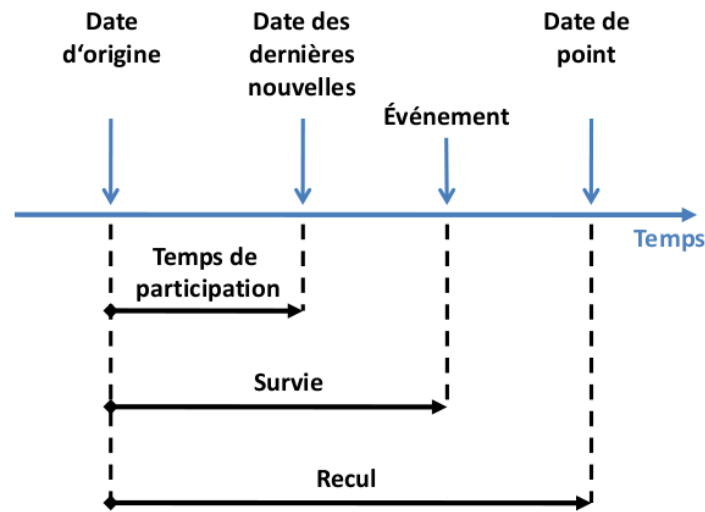 Date
d‘origine
Date des
dernières
nouvelles
Événement
Date de
point
Temps
Temps de
participation
Survie
Recul